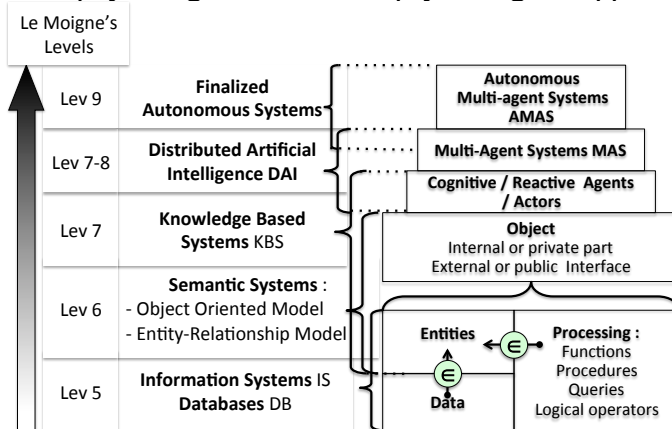 Le Moigne's
Levels
Lev 9
Finalized
Autonomous Systems
Autonomous
Multi-agent Systems
AMAS
Lev 7-8
Distributed Artificial
Intelligence DAI
Multi-Agent Systems MAS
Cognitive / Reactive Agents
/ Actors
Lev 7
Knowledge Based
Systems KBS
Object
Internal or private part
External or public Interface
Lev 6
Semantic Systems :
- Object Oriented Model
- Entity-Relationship Model
Entities
∈
Processing :
Functions
Procedures
Queries
Logical operators
Lev 5
Information Systems IS
Databases DB
∈
Data